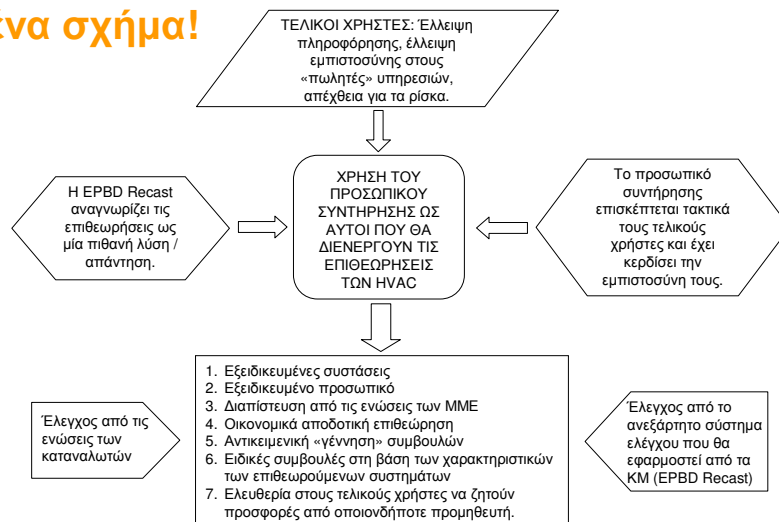 ένα σχήμα!
ΤΕΛΙΚΟΙ ΧΡΗΣΤΕΣ: Έλλειψη
πληροφόρησης, έλλειψη
εμπιστοσύνης στους
«πωλητές» υπηρεσιών,
απέχθεια για τα ρίσκα.
Η EPBD Recast
αναγνωρίζει τις
επιθεωρήσεις ως
μία πιθανή λύση /
απάντηση.
ΧΡΗΣΗ ΤΟΥ
ΠΡΟΣΩΠΙΚΟΥ
ΣΥΝΤΗΡΗΣΗΣ ΩΣ
ΑΥΤΟΙ ΠΟΥ ΘΑ
ΔΙΕΝΕΡΓΟΥΝ ΤΙΣ
ΕΠΙΘΕΩΡΗΣΕΙΣ
ΤΩΝ HVAC
Το προσωπικό
συντήρησης
επισκέπτεται τακτικά
τους τελικούς
χρήστες και έχει
κερδίσει την
εμπιστοσύνη τους.
Έλεγχος από τις
ενώσεις των
καταναλωτών
1. Εξειδικευμένες συστάσεις
2. Εξειδικευμένο προσωπικό
3. Διαπίστευση από τις ενώσεις των ΜΜΕ
4. Οικονομικά αποδοτική επιθεώρηση
5. Αντικειμενική «γέννηση» συμβουλών
6. Ειδικές συμβουλές στη βάση των χαρακτηριστικών
των επιθεωρούμενων συστημάτων
7. Ελευθερία στους τελικούς χρήστες να ζητούν
προσφορές από οποιονδήποτε προμηθευτή.
Έλεγχος από το
ανεξάρτητο σύστημα
ελέγχου που θα
εφαρμοστεί από τα
ΚΜ (EPBD Recast)